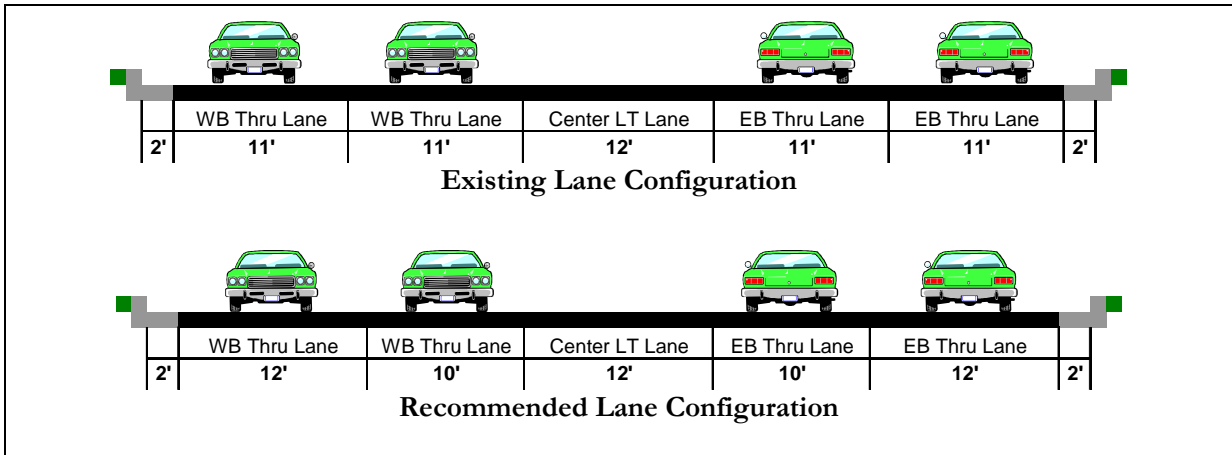 WB Thru Lane WB Thru Lane Center LT Lane EB Thru Lane EB Thru Lane
2' 11' 11' 12' 11' 11' 2'
Existing Lane Configuration
WB Thru Lane WB Thru Lane Center LT Lane EB Thru Lane EB Thru Lane
2' 12' 10' 12' 10' 12' 2'
Recommended Lane Configuration